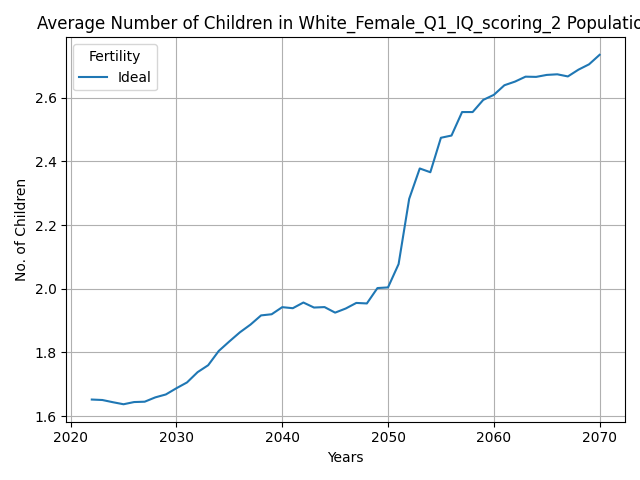 Average Number of Children in White_Female_Q1_IQ_scoring_2 Populatio
Fertility
Ideal
No. of Children
2.6
2.4
2.2
2.0
1.8
1.6
2020 2030 2040 2050 2060 2070
Years